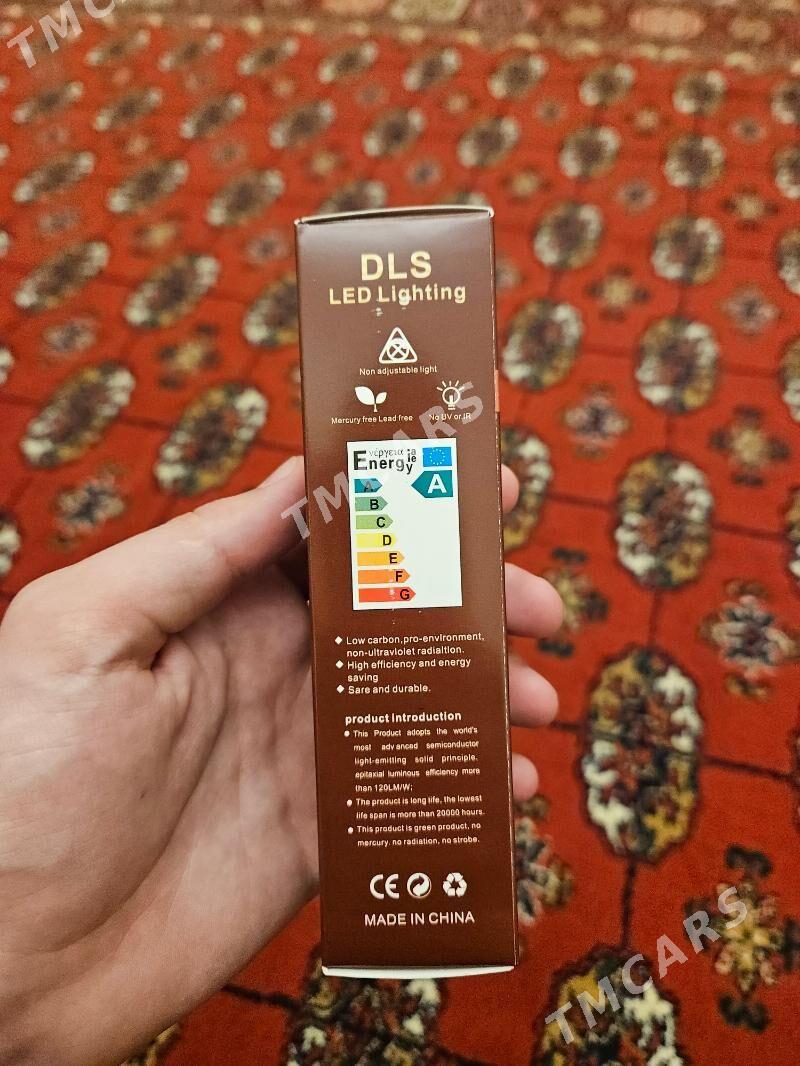 TMCARS
DLS
LED Lighting
Non adjustable light
Mercury free Lead free
No UV or IR
Energy
ενέργεια
ia
ie
A
A
B
C
D
E
F
G
TMCARS
Low carbon,pro-environment,
non-ultraviolet radialtion.
High efficiency and energy
saving
Sare and durable.
product introduction
This Product adopts the world's
most advanced semiconductor
light-emitting solid principle.
epitaxial luminous efficiency more
than 120LM/W;
The product is long life, the lowest
life span is more than 20000 hours.
This product is green product, no
mercury. no radiation, no strobe.
CE
MADE IN CHINA
TMCARS